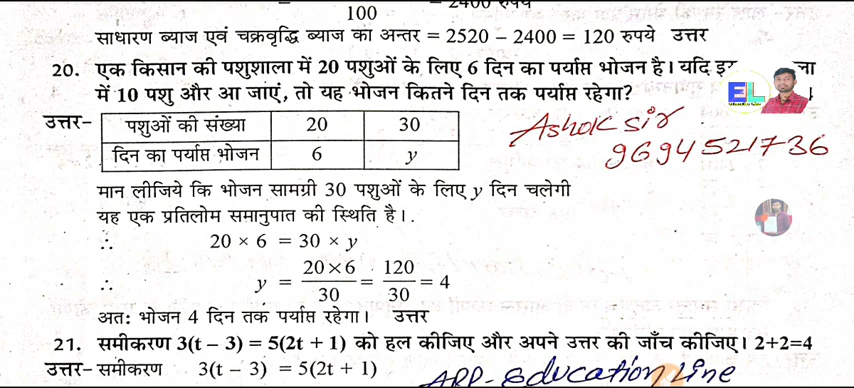 100
साधारण ब्याज एवं चक्रवृद्धि ब्याज का अन्तर = 2520 – 2400 = 120 रुपये उत्तर
20. एक किसान की पशुशाला में 20 पशुओं के लिए 6 दिन का पर्याप्त भोजन है। यदि इस
में 10 पशु और आ जाएं, तो यह भोजन कितने दिन तक पर्याप्त रहेगा?
EL
उत्तर– पशुओं की संख्या 20 30
दिन का पर्याप्त भोजन 6 y
Ashok sir
9694521736
मान लीजिये कि भोजन सामग्री 30 पशुओं के लिए y दिन चलेगी
यह एक प्रतिलोम समानुपात की स्थिति है।
∴ 20 × 6 = 30 × y
∴ y = 20×6/30 = 120/30 = 4
अतः भोजन 4 दिन तक पर्याप्त रहेगा। उत्तर
21. समीकरण 3(t – 3) = 5(2t + 1) को हल कीजिए और अपने उत्तर की जाँच कीजिए। 2+2=4
उत्तर– समीकरण 3(t – 3) = 5(2t + 1)
Education Line